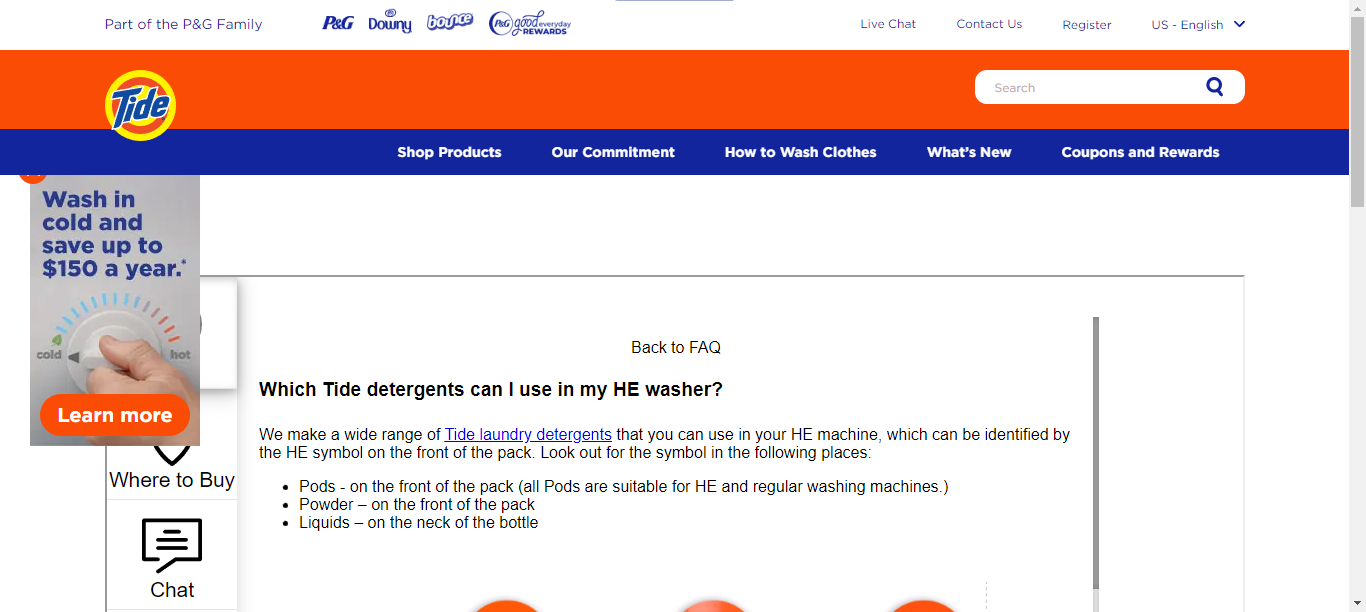 Part of the P&G Family
P&G
Downy
bounce
P&G good everyday
REWARDS
Live Chat
Contact Us
Register
US - English
Tide
Search
Shop Products
Our Commitment
How to Wash Clothes
What's New
Coupons and Rewards
Wash in
cold and
save up to
$150 a year.*
cold
hot
Learn more
Where to Buy
Chat
Back to FAQ
Which Tide detergents can I use in my HE washer?
We make a wide range of Tide laundry detergents that you can use in your HE machine, which can be identified by
the HE symbol on the front of the pack. Look out for the symbol in the following places:
Pods - on the front of the pack (all Pods are suitable for HE and regular washing machines.)
Powder – on the front of the pack
Liquids – on the neck of the bottle